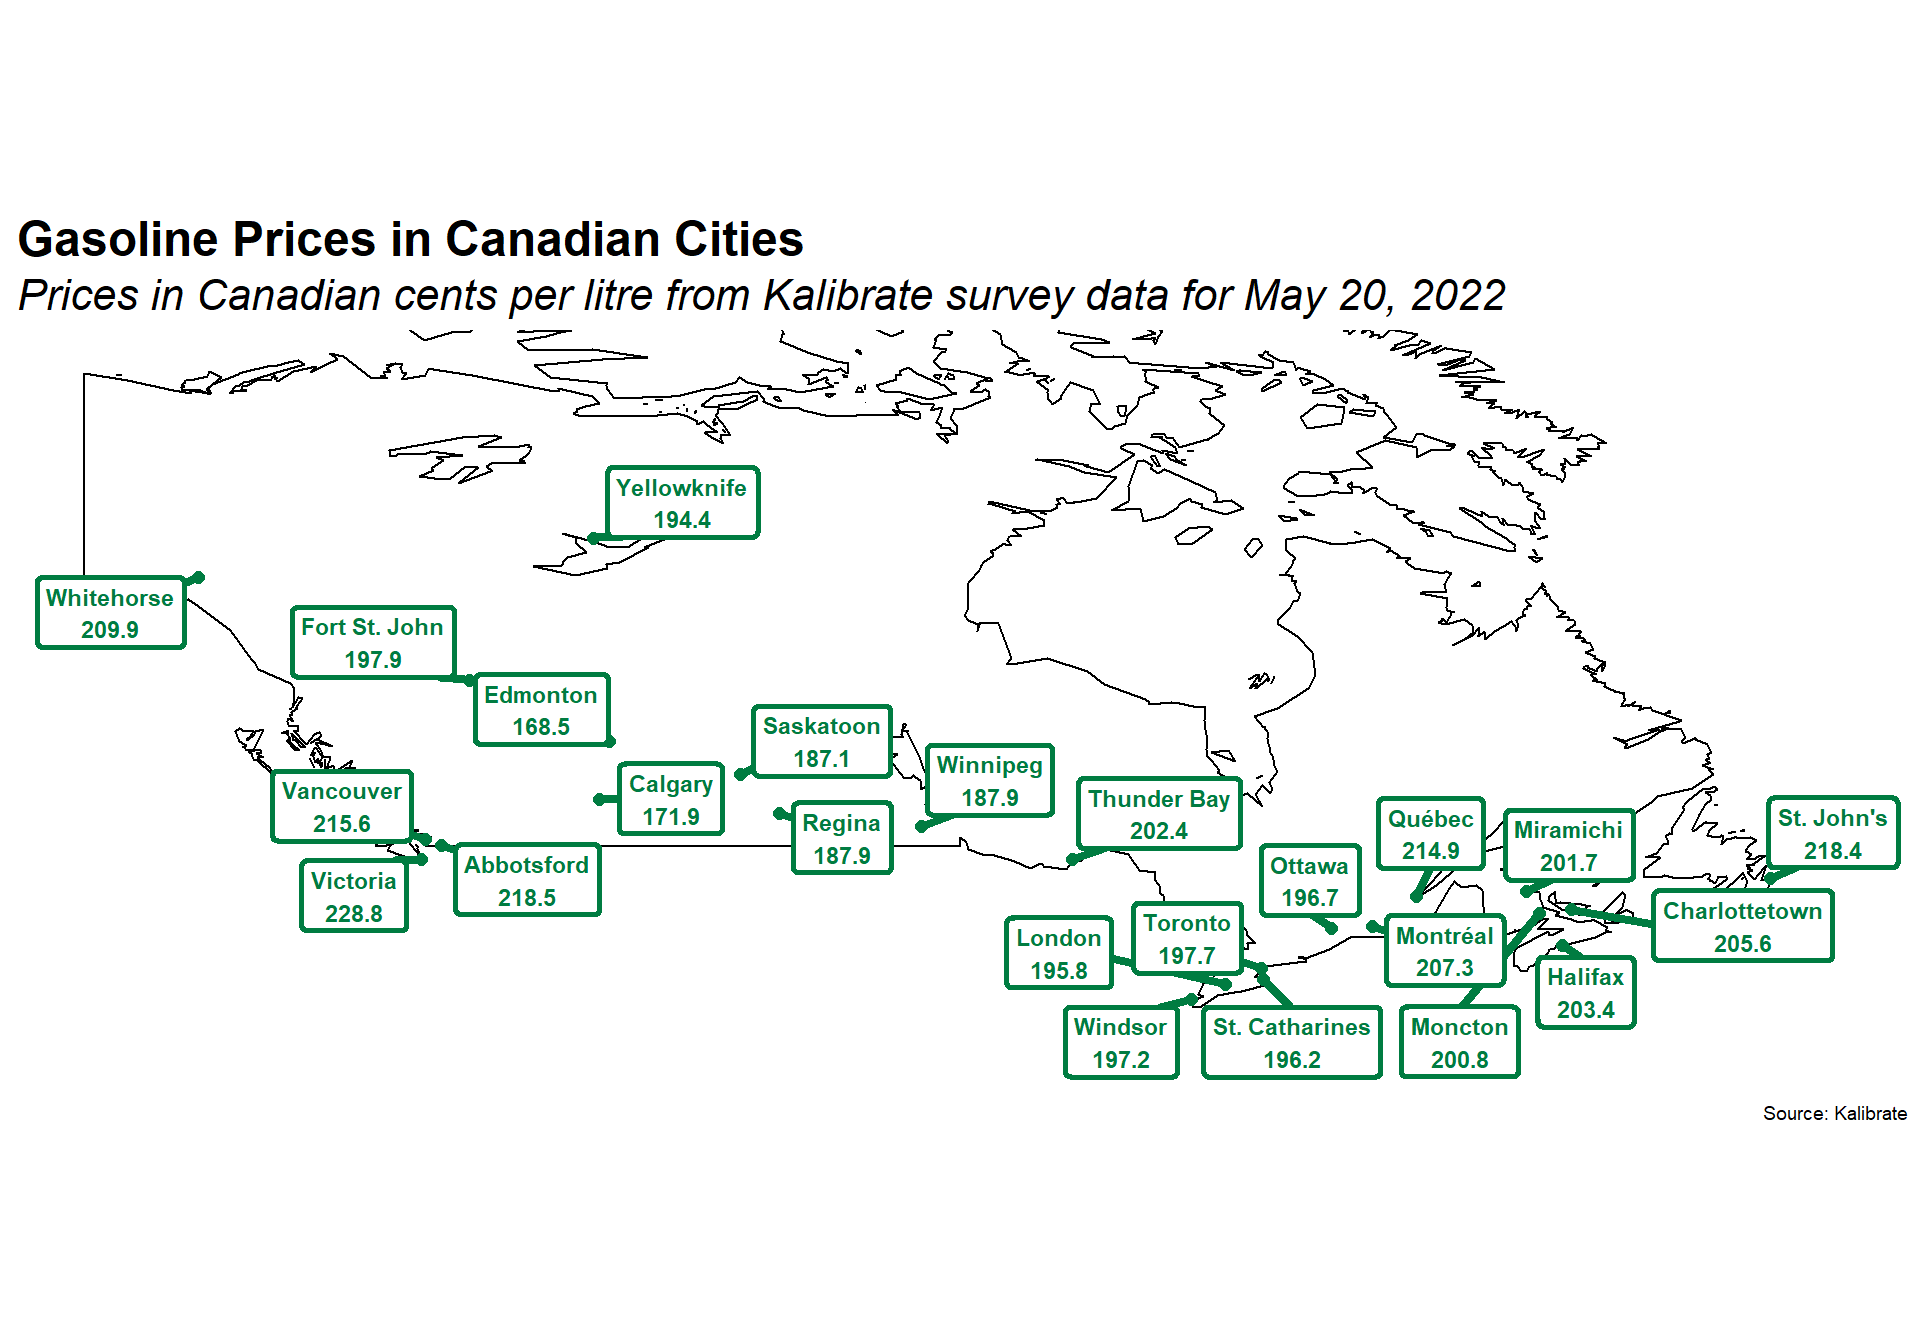 Gasoline Prices in Canadian Cities
Prices in Canadian cents per litre from Kalibrate survey data for May 20, 2022
Yellowknife
194.4
Whitehorse
209.9
Fort St. John
197.9
Edmonton
168.5
Saskatoon
187.1
Winnipeg
187.9
Calgary
171.9
Vancouver
215.6
Regina
187.9
Thunder Bay
202.4
Québec
214.9
Miramichi
201.7
St. John's
218.4
Abbotsford
218.5
Victoria
228.8
Ottawa
196.7
Charlottetown
205.6
Toronto
197.7
London
195.8
Montréal
207.3
Halifax
203.4
Windsor
197.2
St. Catharines
196.2
Moncton
200.8
Source: Kalibrate